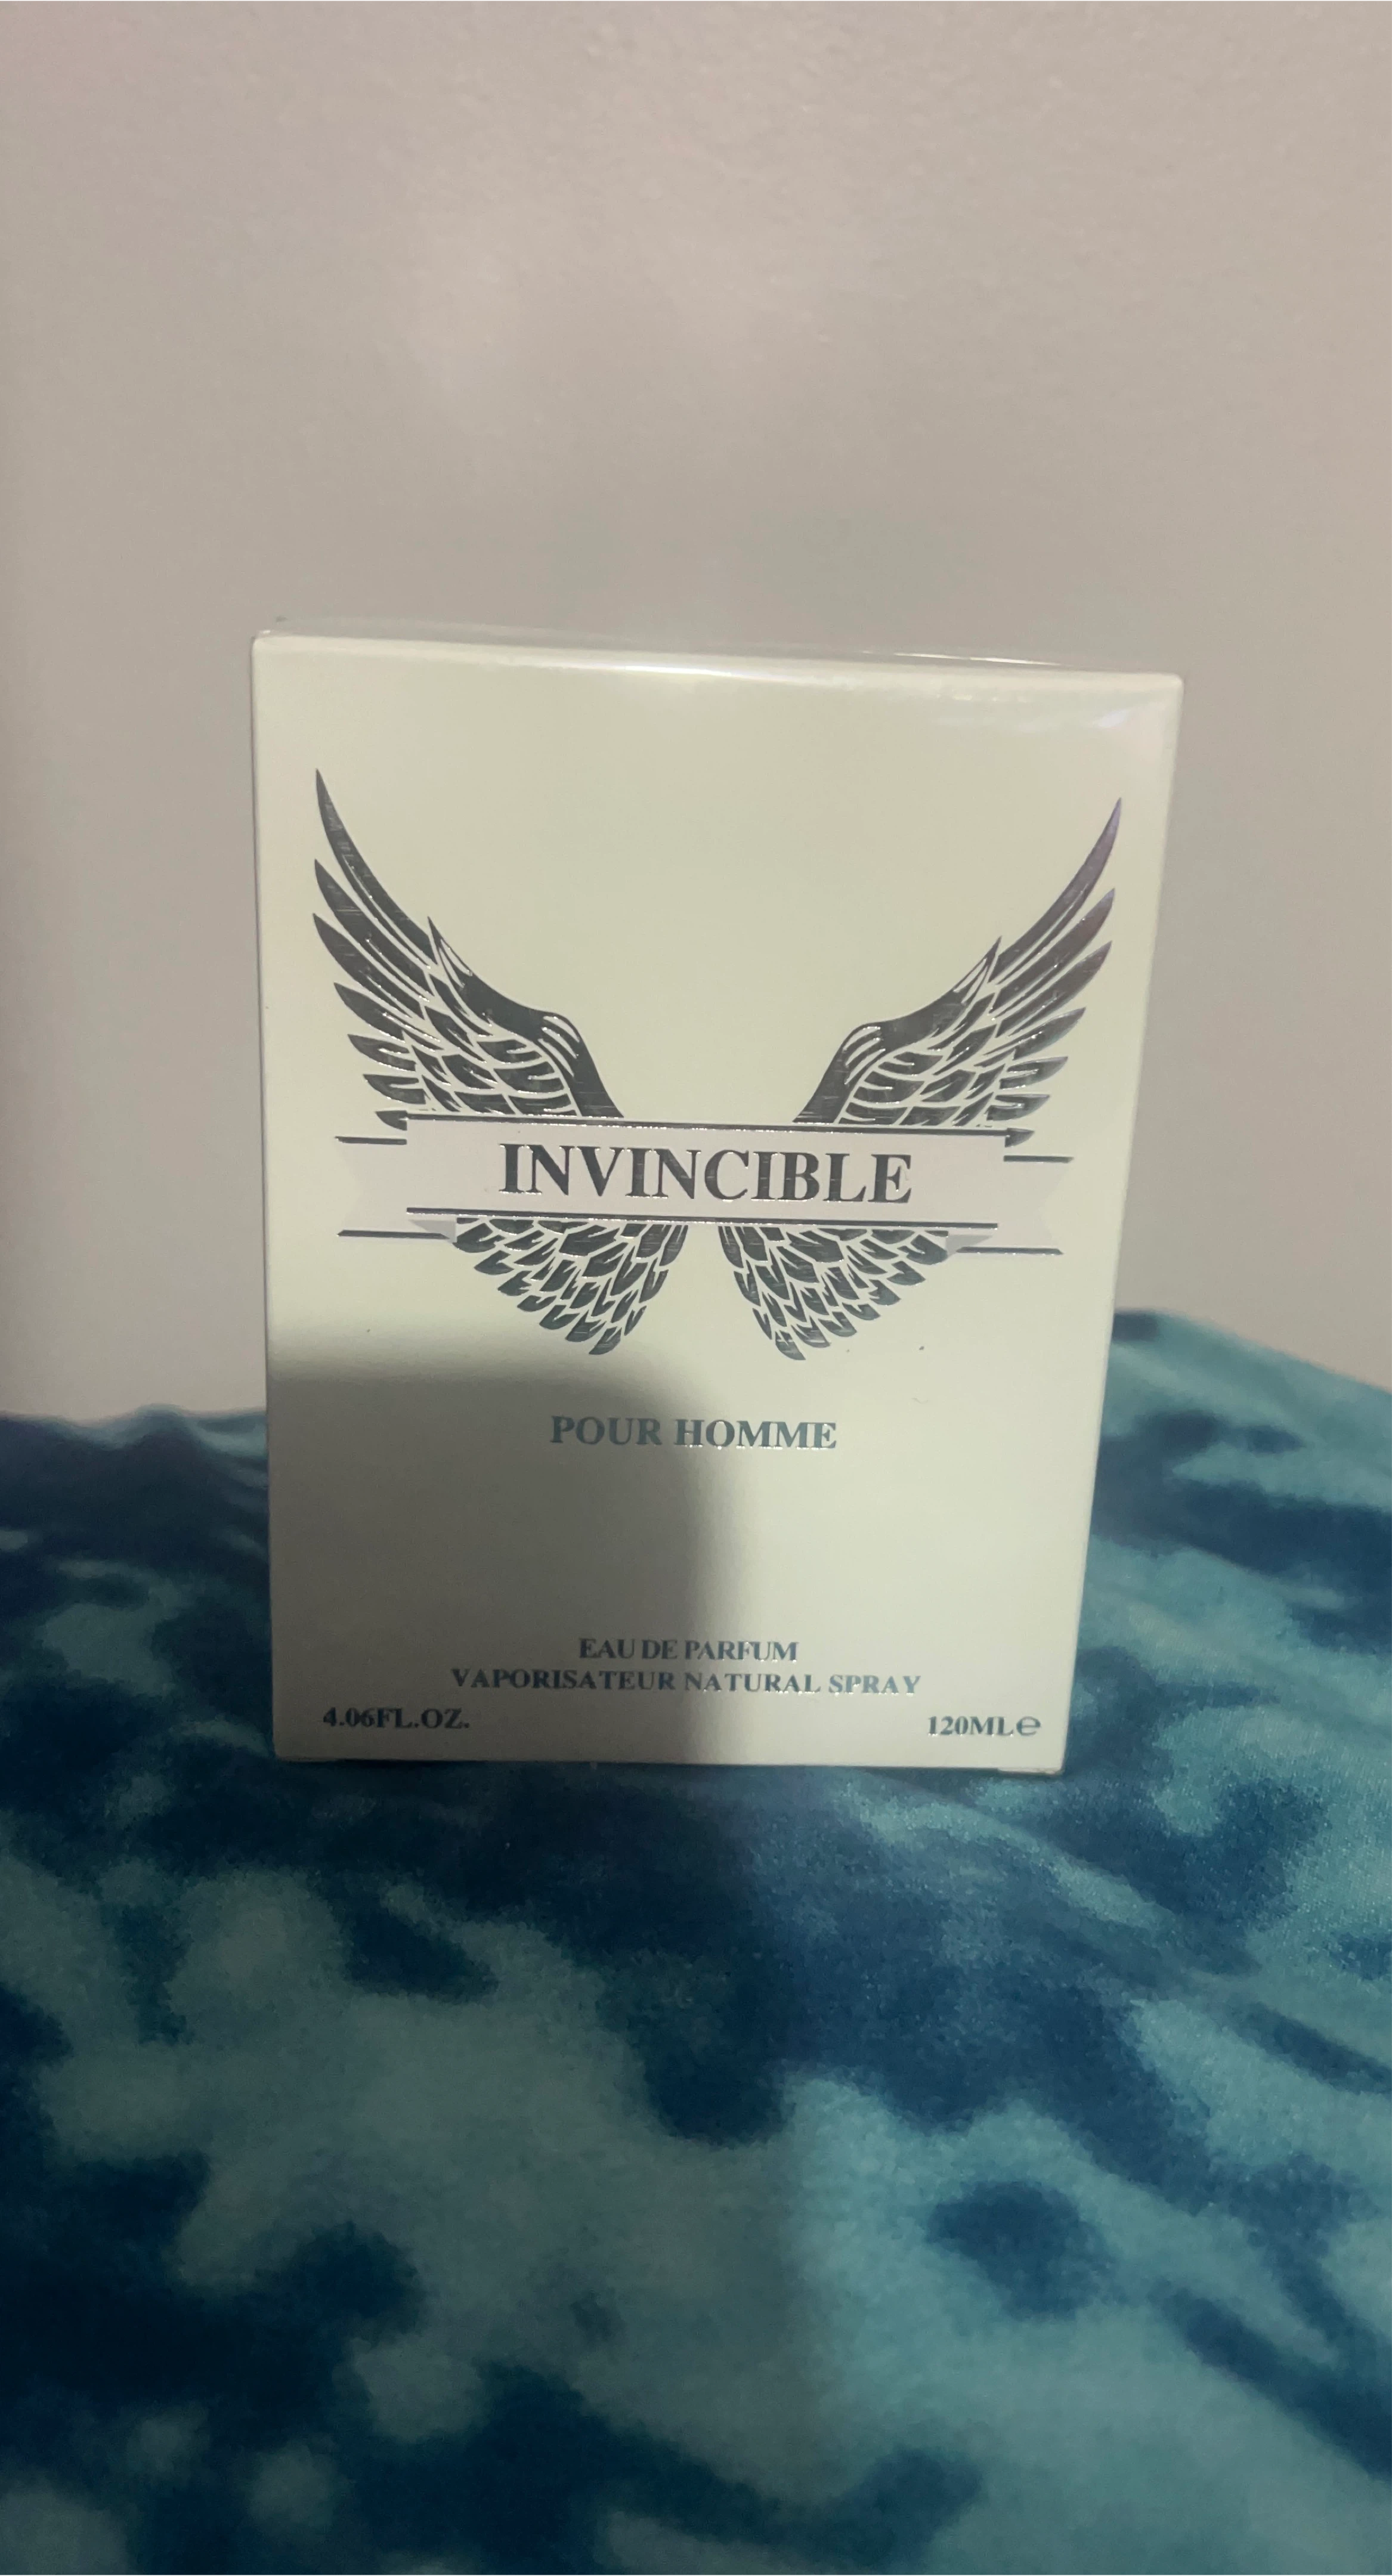 INVINCIBLE
POUR HOMME
EAU DE PARFUM
VAPORISATEUR NATURAL SPRAY
4.06FL.OZ.
120ML℮